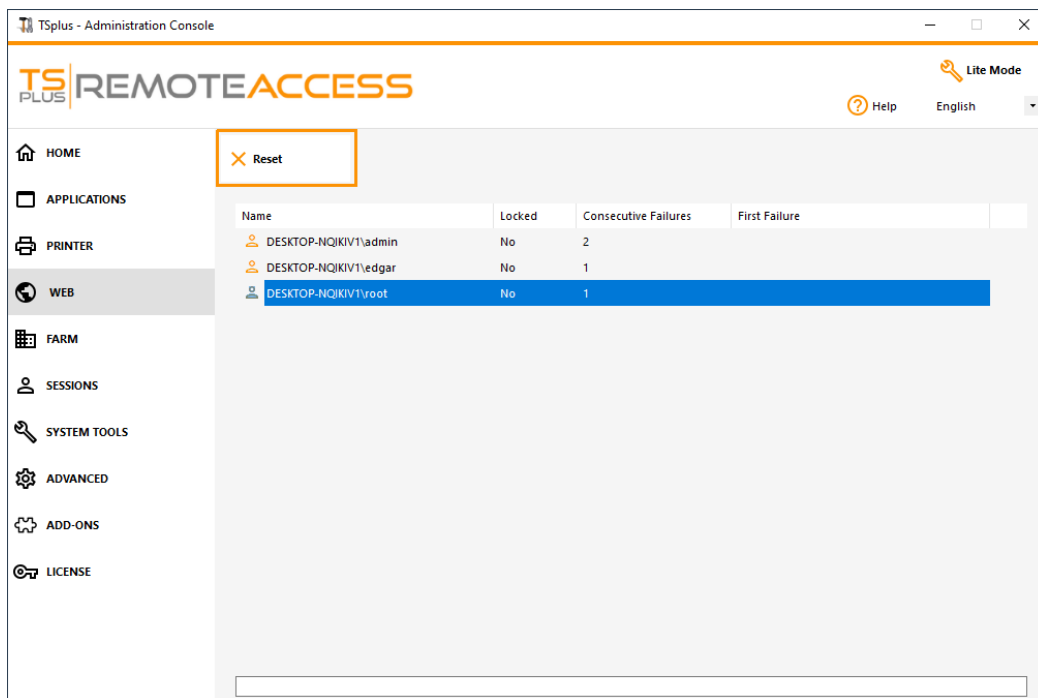 TSplus - Administration Console
TS PLUS REMOTEACCESS
Lite Mode
? Help English
HOME
APPLICATIONS
PRINTER
WEB
FARM
SESSIONS
SYSTEM TOOLS
ADVANCED
ADD-ONS
LICENSE
Reset
Name Locked Consecutive Failures First Failure
DESKTOP-NQIKIV1\admin No 2
DESKTOP-NQIKIV1\edgar No 1
DESKTOP-NQIKIV1\root No 1